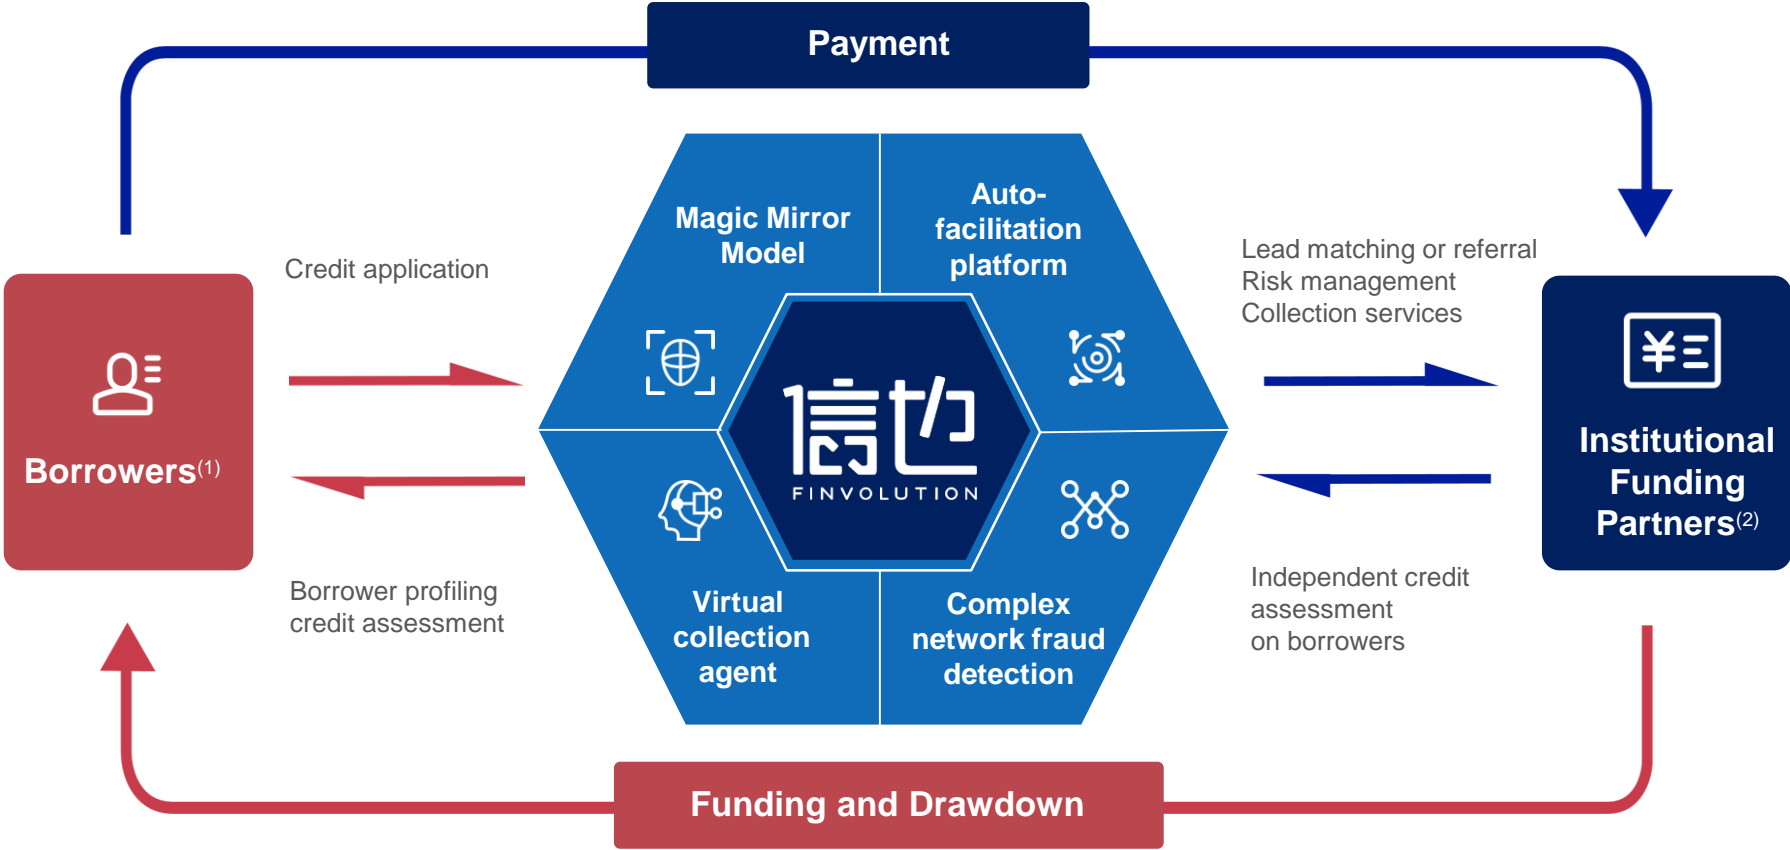 Payment
Magic Mirror
Model
Auto-
facilitation
platform
Credit application
Lead matching or referral
Risk management
Collection services
Borrowers(1)
信也
FINVOLUTION
¥
Institutional
Funding
Partners(2)
Borrower profiling
credit assessment
Virtual
collection
agent
Complex
network fraud
detection
Independent credit
assessment
on borrowers
Funding and Drawdown